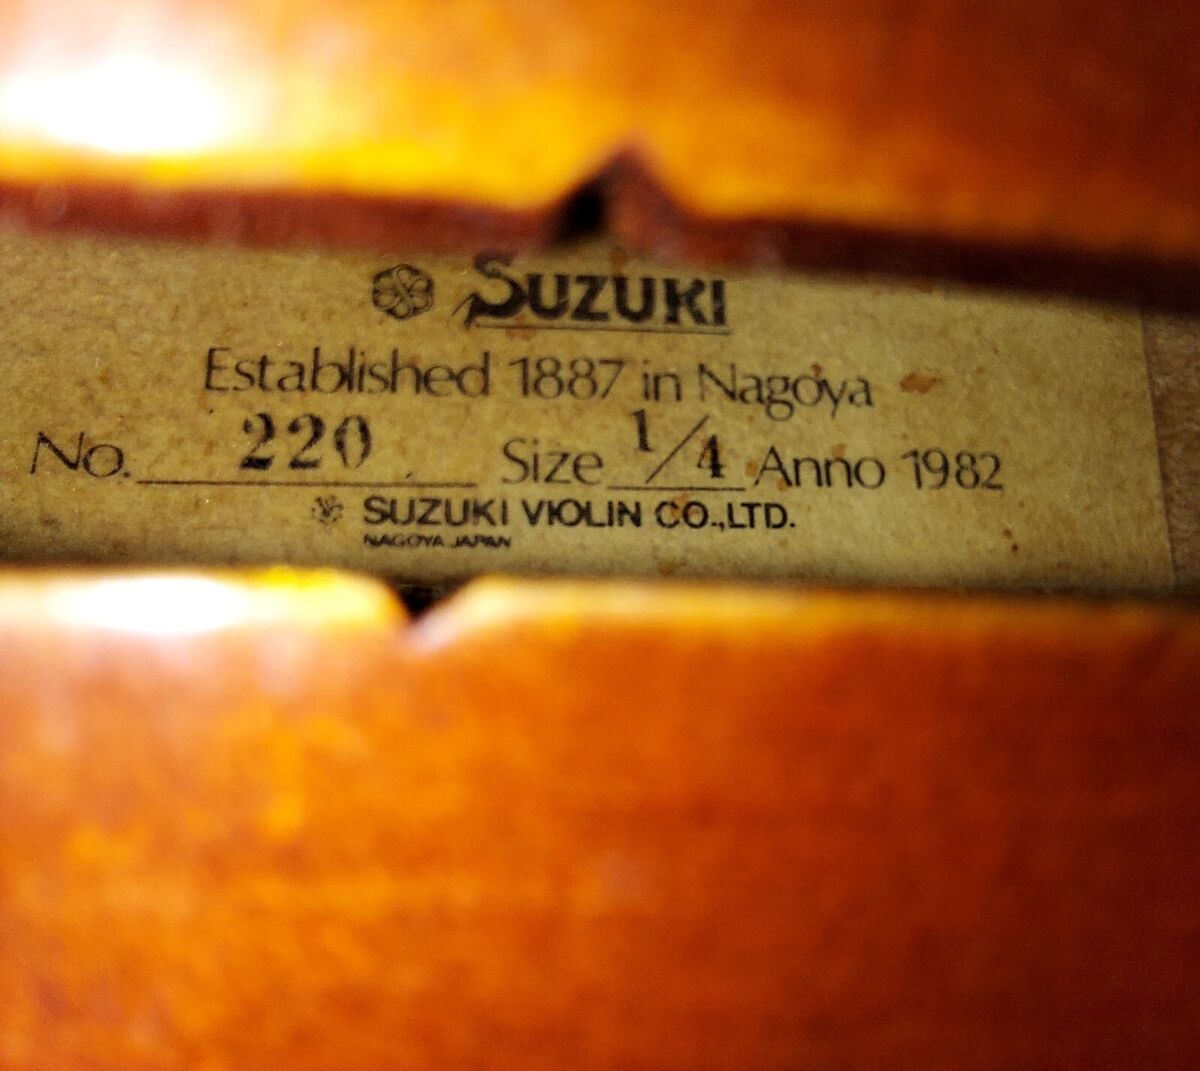 SUZUKI
Established 1887 in Nagoya
No. 220 Size 1/4 Anno 1982
SUZUKI VIOLIN CO.,LTD.
NAGOYA JAPAN